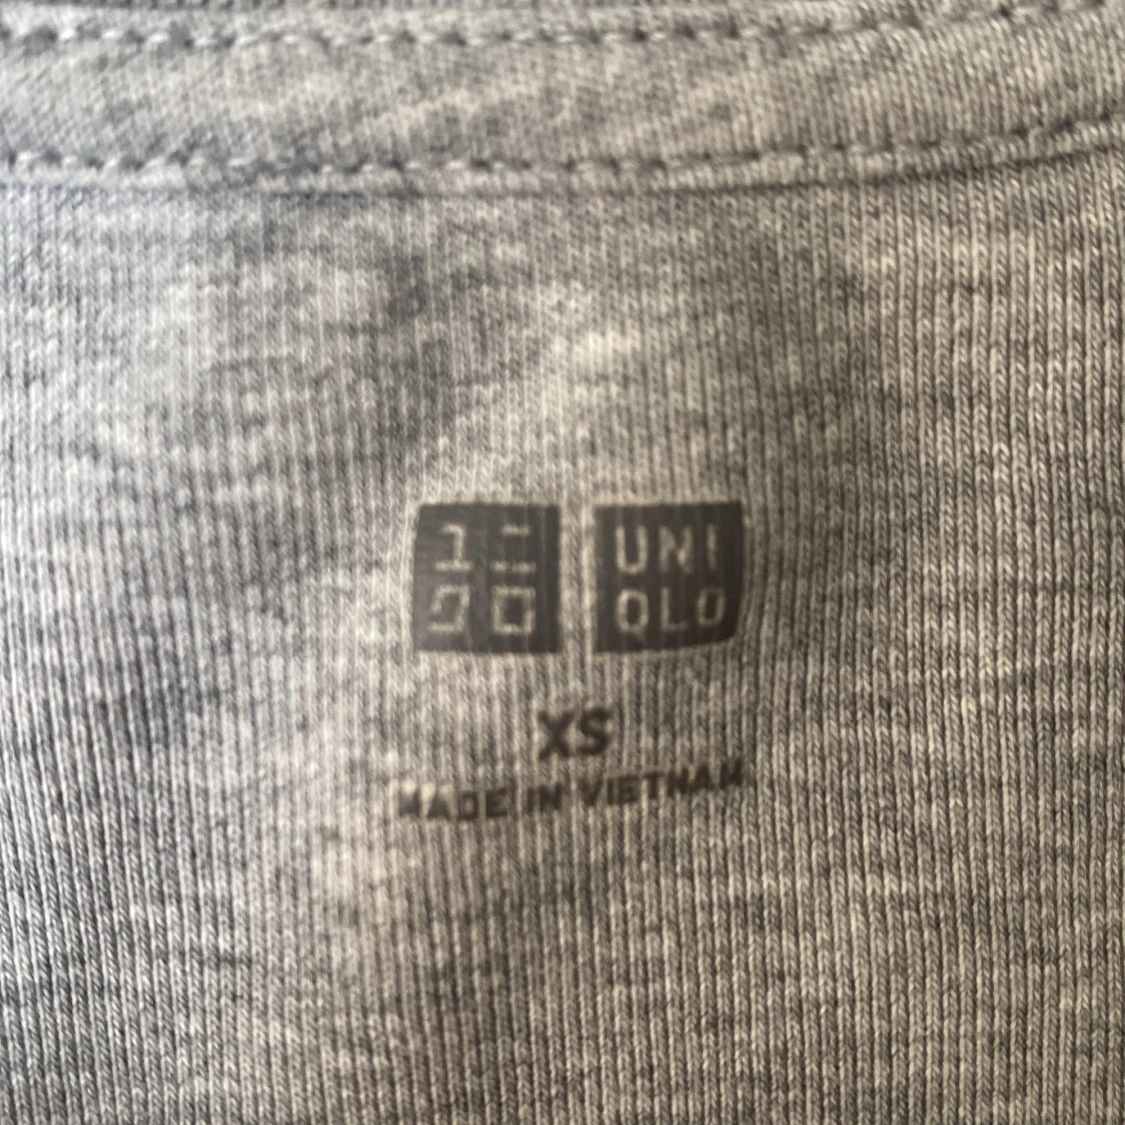 ユニ
クロ
UNI
QLO
XS
MADE IN VIETNAM